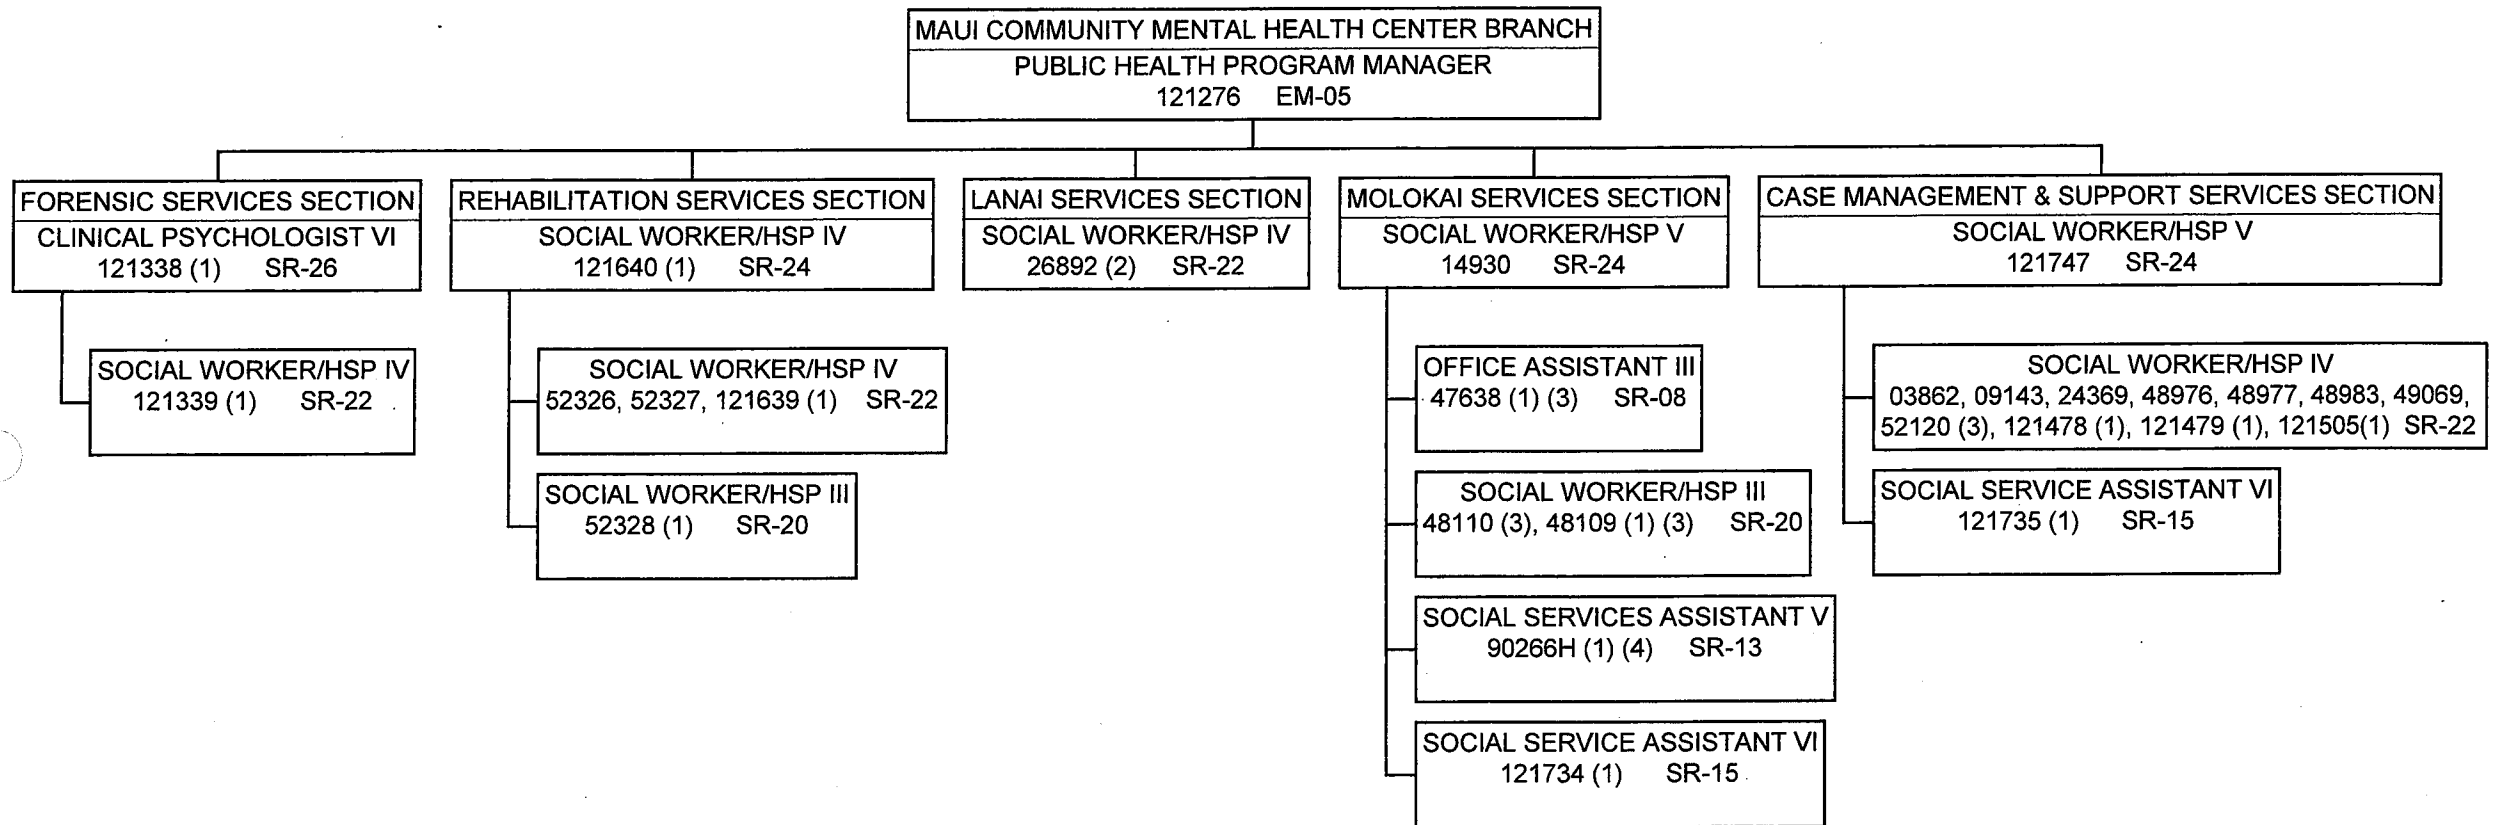 MAUI COMMUNITY MENTAL HEALTH CENTER BRANCH
PUBLIC HEALTH PROGRAM MANAGER
121276 EM-05
FORENSIC SERVICES SECTION
CLINICAL PSYCHOLOGIST VI
121338 (1) SR-26
SOCIAL WORKER/HSP IV
121339 (1) SR-22
REHABILITATION SERVICES SECTION
SOCIAL WORKER/HSP IV
121640 (1) SR-24
SOCIAL WORKER/HSP IV
52326, 52327, 121639 (1) SR-22
SOCIAL WORKER/HSP III
52328 (1) SR-20
LANAI SERVICES SECTION
SOCIAL WORKER/HSP IV
26892 (2) SR-22
MOLOKAI SERVICES SECTION
SOCIAL WORKER/HSP V
14930 SR-24
OFFICE ASSISTANT III
47638 (1) (3) SR-08
SOCIAL WORKER/HSP III
48110 (3), 48109 (1) (3) SR-20
SOCIAL SERVICES ASSISTANT V
90266H (1) (4) SR-13
SOCIAL SERVICE ASSISTANT VI
121734 (1) SR-15
CASE MANAGEMENT & SUPPORT SERVICES SECTION
SOCIAL WORKER/HSP V
121747 SR-24
SOCIAL WORKER/HSP IV
03862, 09143, 24369, 48976, 48977, 48983, 49069,
52120 (3), 121478 (1), 121479 (1), 121505(1) SR-22
SOCIAL SERVICE ASSISTANT VI
121735 (1) SR-15